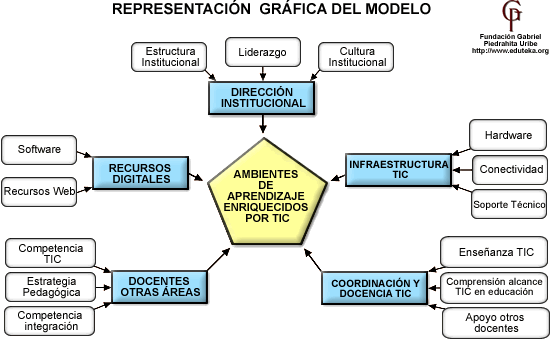 REPRESENTACIÓN GRÁFICA DEL MODELO
Fundación Gabriel
Piedrahita Uribe
http://www.eduteka.org
Estructura
Institucional
Liderazgo
Cultura
Institucional
DIRECCIÓN
INSTITUCIONAL
Software
Recursos Web
RECURSOS
DIGITALES
AMBIENTES
DE
APRENDIZAJE
ENRIQUECIDOS
POR TIC
INFRAESTRUCTURA
TIC
Hardware
Conectividad
Soporte Técnico
Competencia
TIC
Estrategia
Pedagógica
Competencia
integración
DOCENTES
OTRAS ÁREAS
COORDINACIÓN Y
DOCENCIA TIC
Enseñanza TIC
Comprensión alcance
TIC en educación
Apoyo otros
docentes